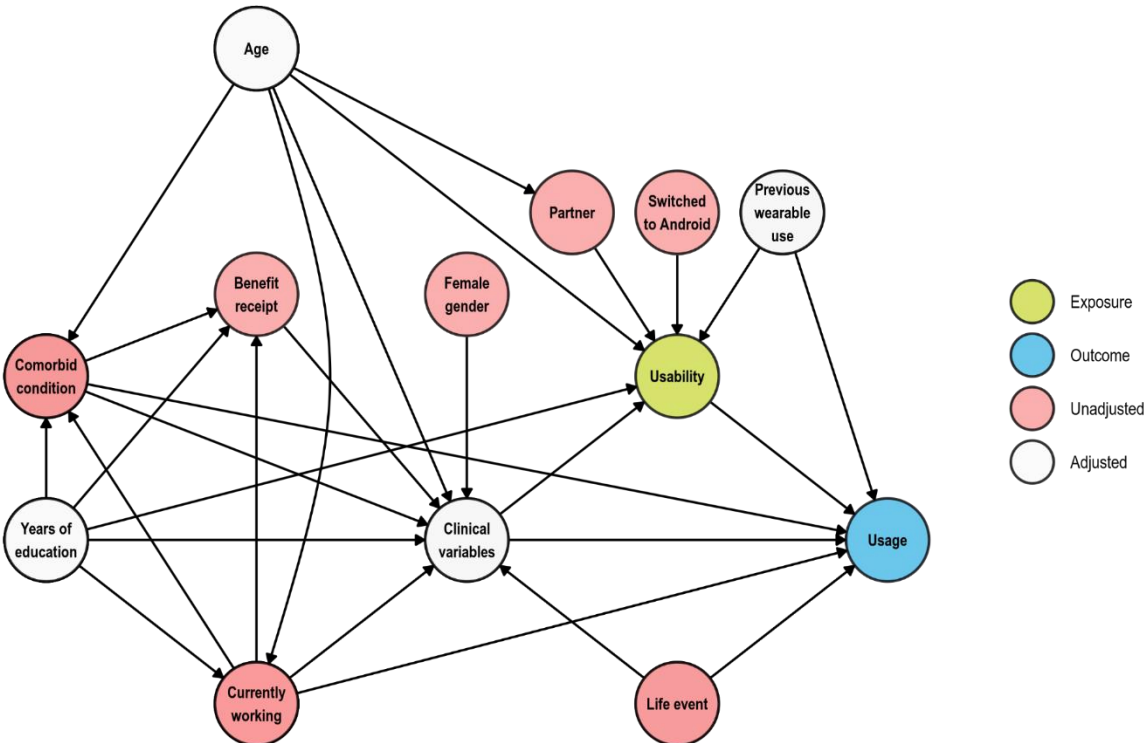 Age
Partner
Switched
to Android
Previous
wearable
use
Benefit
receipt
Female
gender
Exposure
Outcome
Unadjusted
Adjusted
Comorbid
condition
Usability
Years of
education
Clinical
variables
Usage
Currently
working
Life event